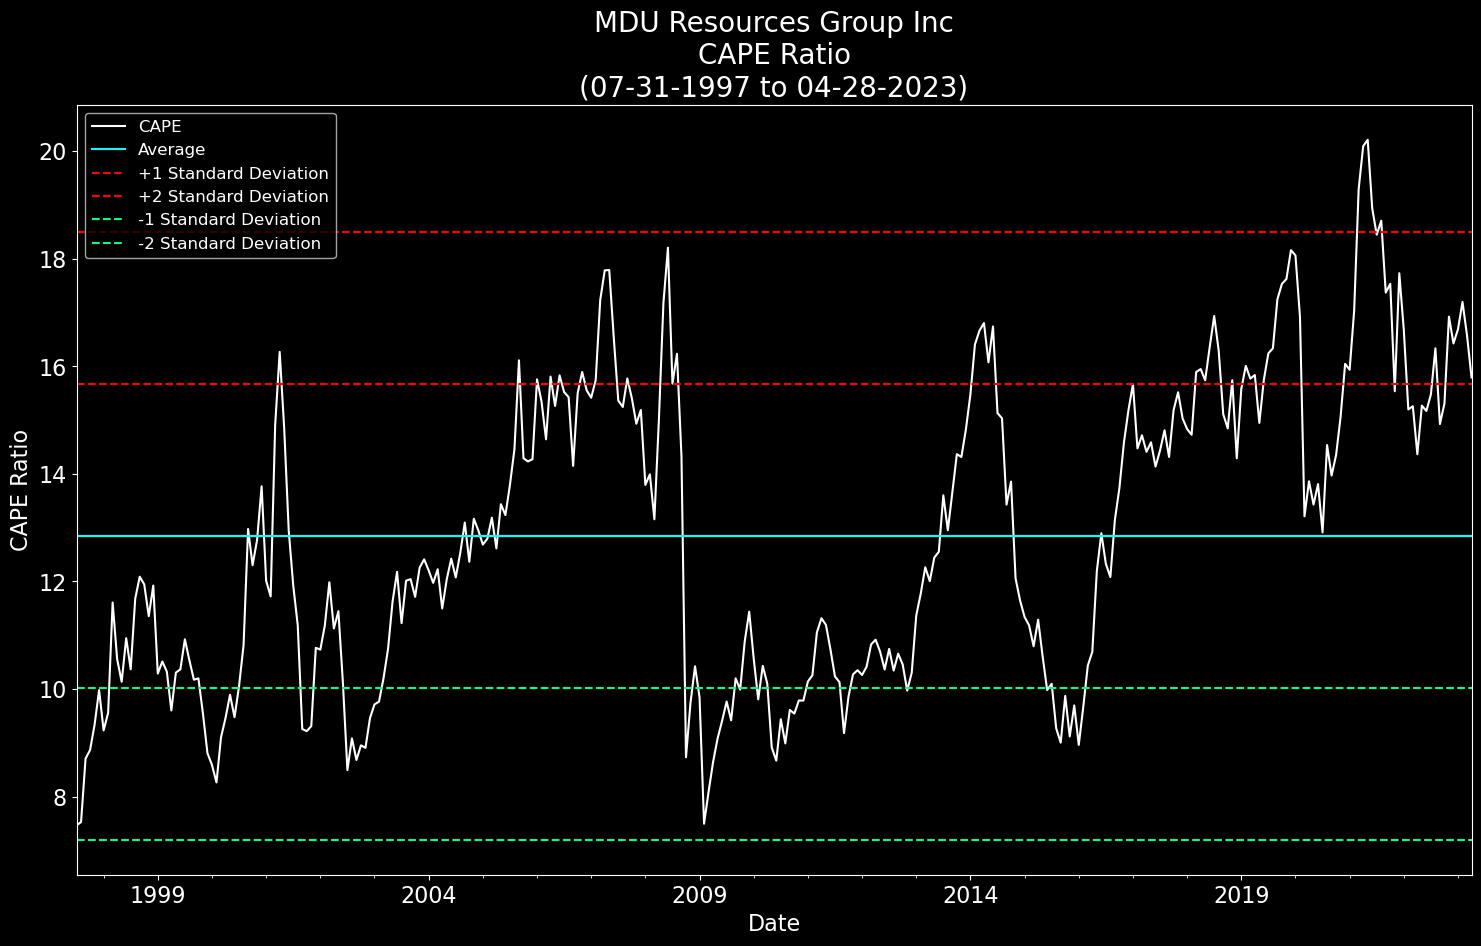 MDU Resources Group Inc
CAPE Ratio
(07-31-1997 to 04-28-2023)
CAPE
Average
+1 Standard Deviation
+2 Standard Deviation
-1 Standard Deviation
-2 Standard Deviation
CAPE Ratio
20
18
16
14
12
10
8
1999
2004
2009
2014
2019
Date